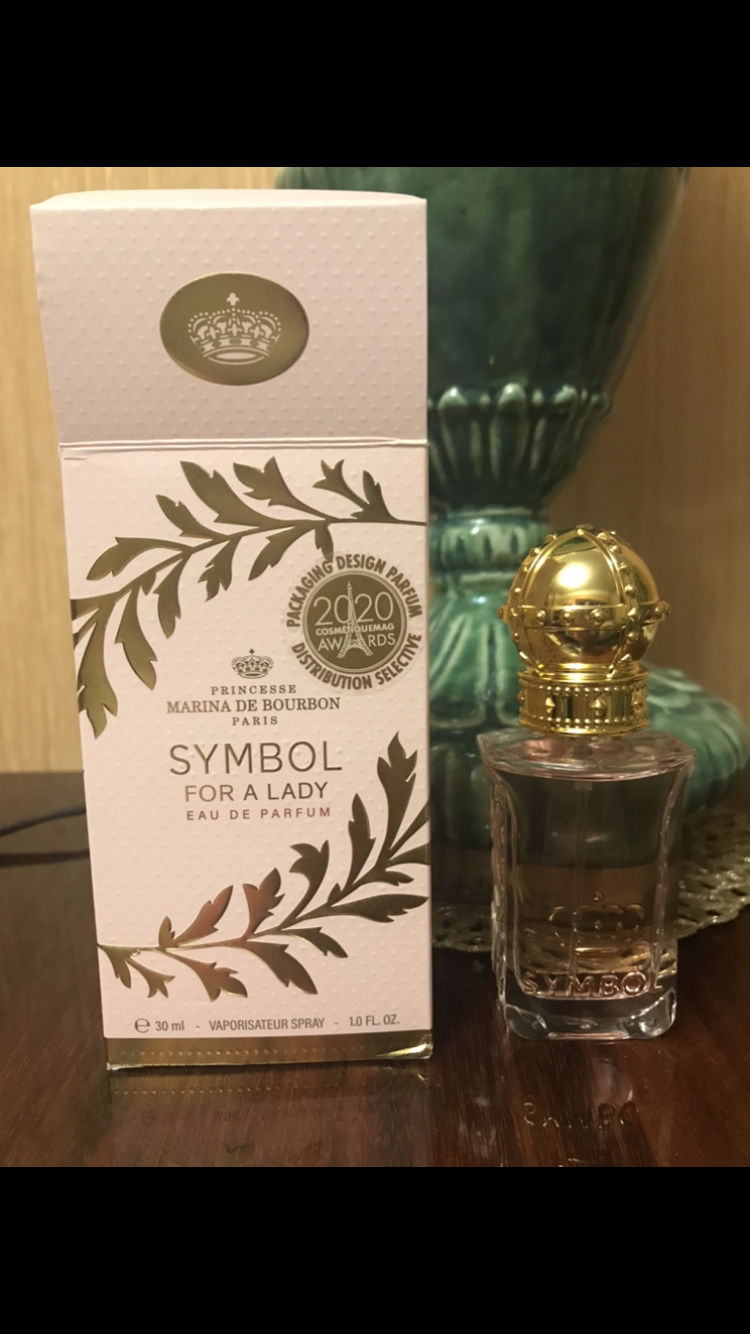 PACKAGING DESIGN PARFUM
2020
COSMETIQUEMAG
AWARDS
DISTRIBUTION SELECTIVE
PRINCESSE
MARINA DE BOURBON
PARIS
SYMBOL
FOR A LADY
EAU DE PARFUM
℮ 30 ml - VAPORISATEUR SPRAY - 1.0 FL. OZ.
SYMBOL